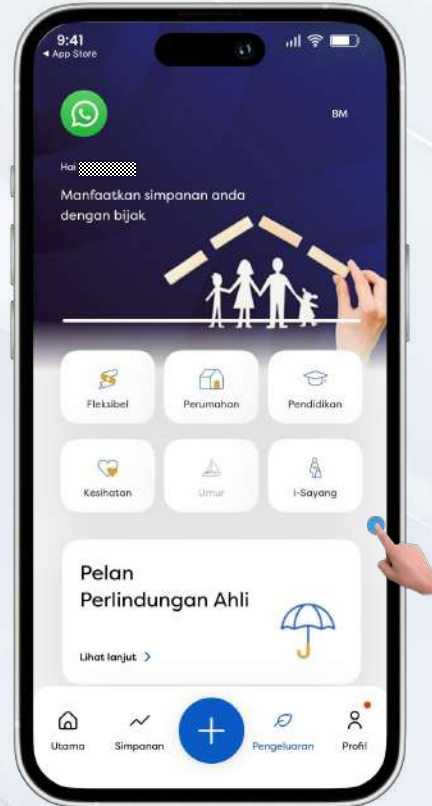 9:41
App Store
BM
Hai
Manfaatkan simpanan anda
dengan bijak
Fleksibel
Perumahan
Pendidikan
Kesihatan
Umur
i-Sayang
Pelan
Perlindungan Ahli
Lihat lanjut
Utama
Simpanan
Pengeluaran
Profil